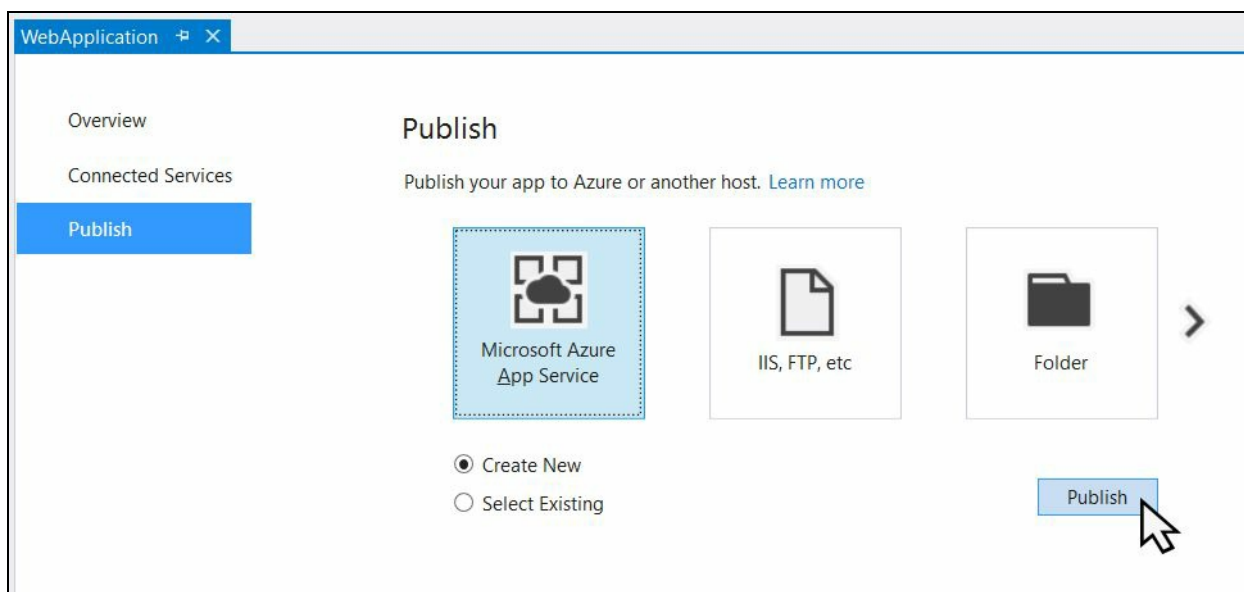 WebApplication
Overview
Connected Services
Publish
Publish
Publish your app to Azure or another host. Learn more
Microsoft Azure
App Service
IIS, FTP, etc
Folder
Create New
Select Existing
Publish